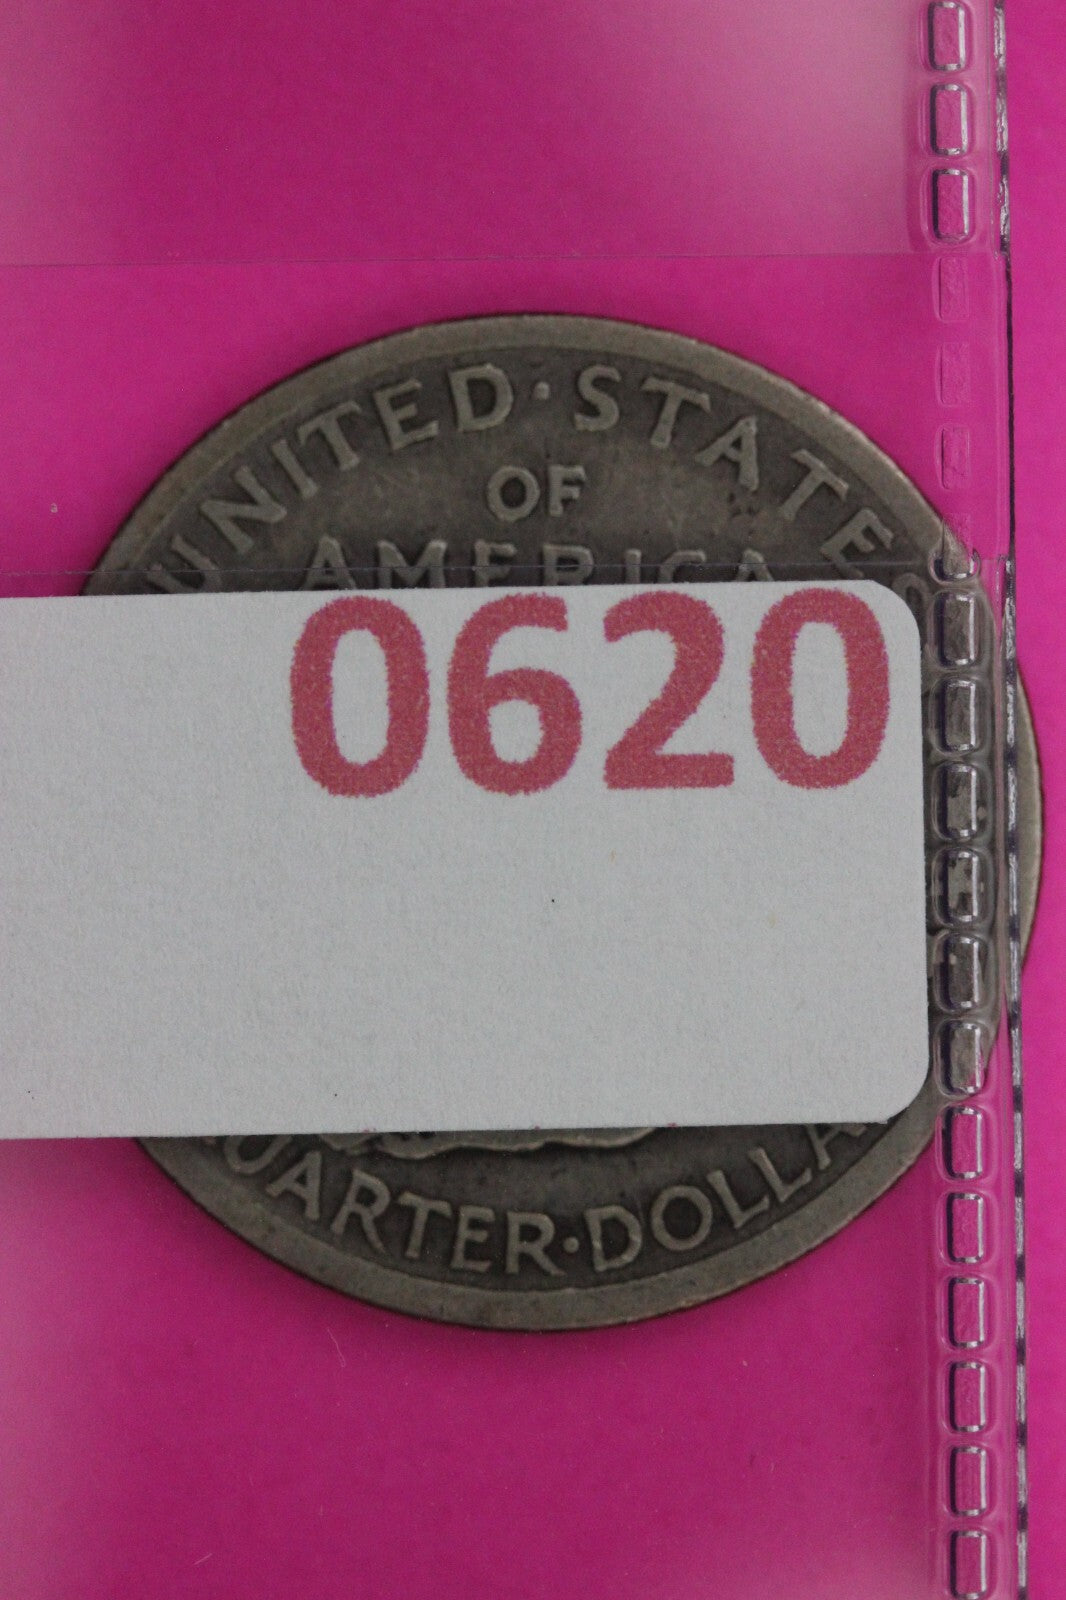 UNITED·STATES
OF
AMERICA
0620
QUARTER·DOLLA